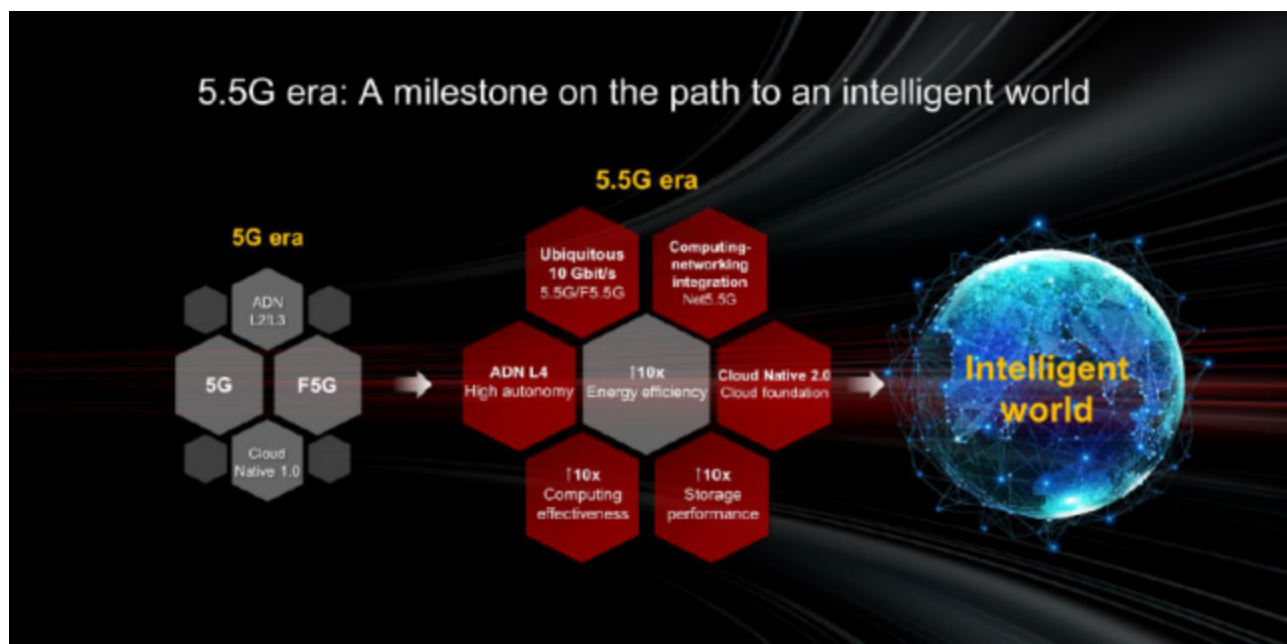 5.5G era: A milestone on the path to an intelligent world
5G era
ADN
L2/L3
5G
F5G
Cloud
Native 1.0
5.5G era
Ubiquitous
10 Gbit/s
5.5G/F5.5G
Computing-
networking
integration
Net5.5G
ADN L4
High autonomy
↑10x
Energy efficiency
Cloud Native 2.0
Cloud foundation
↑10x
Computing
effectiveness
↑10x
Storage
performance
Intelligent
world